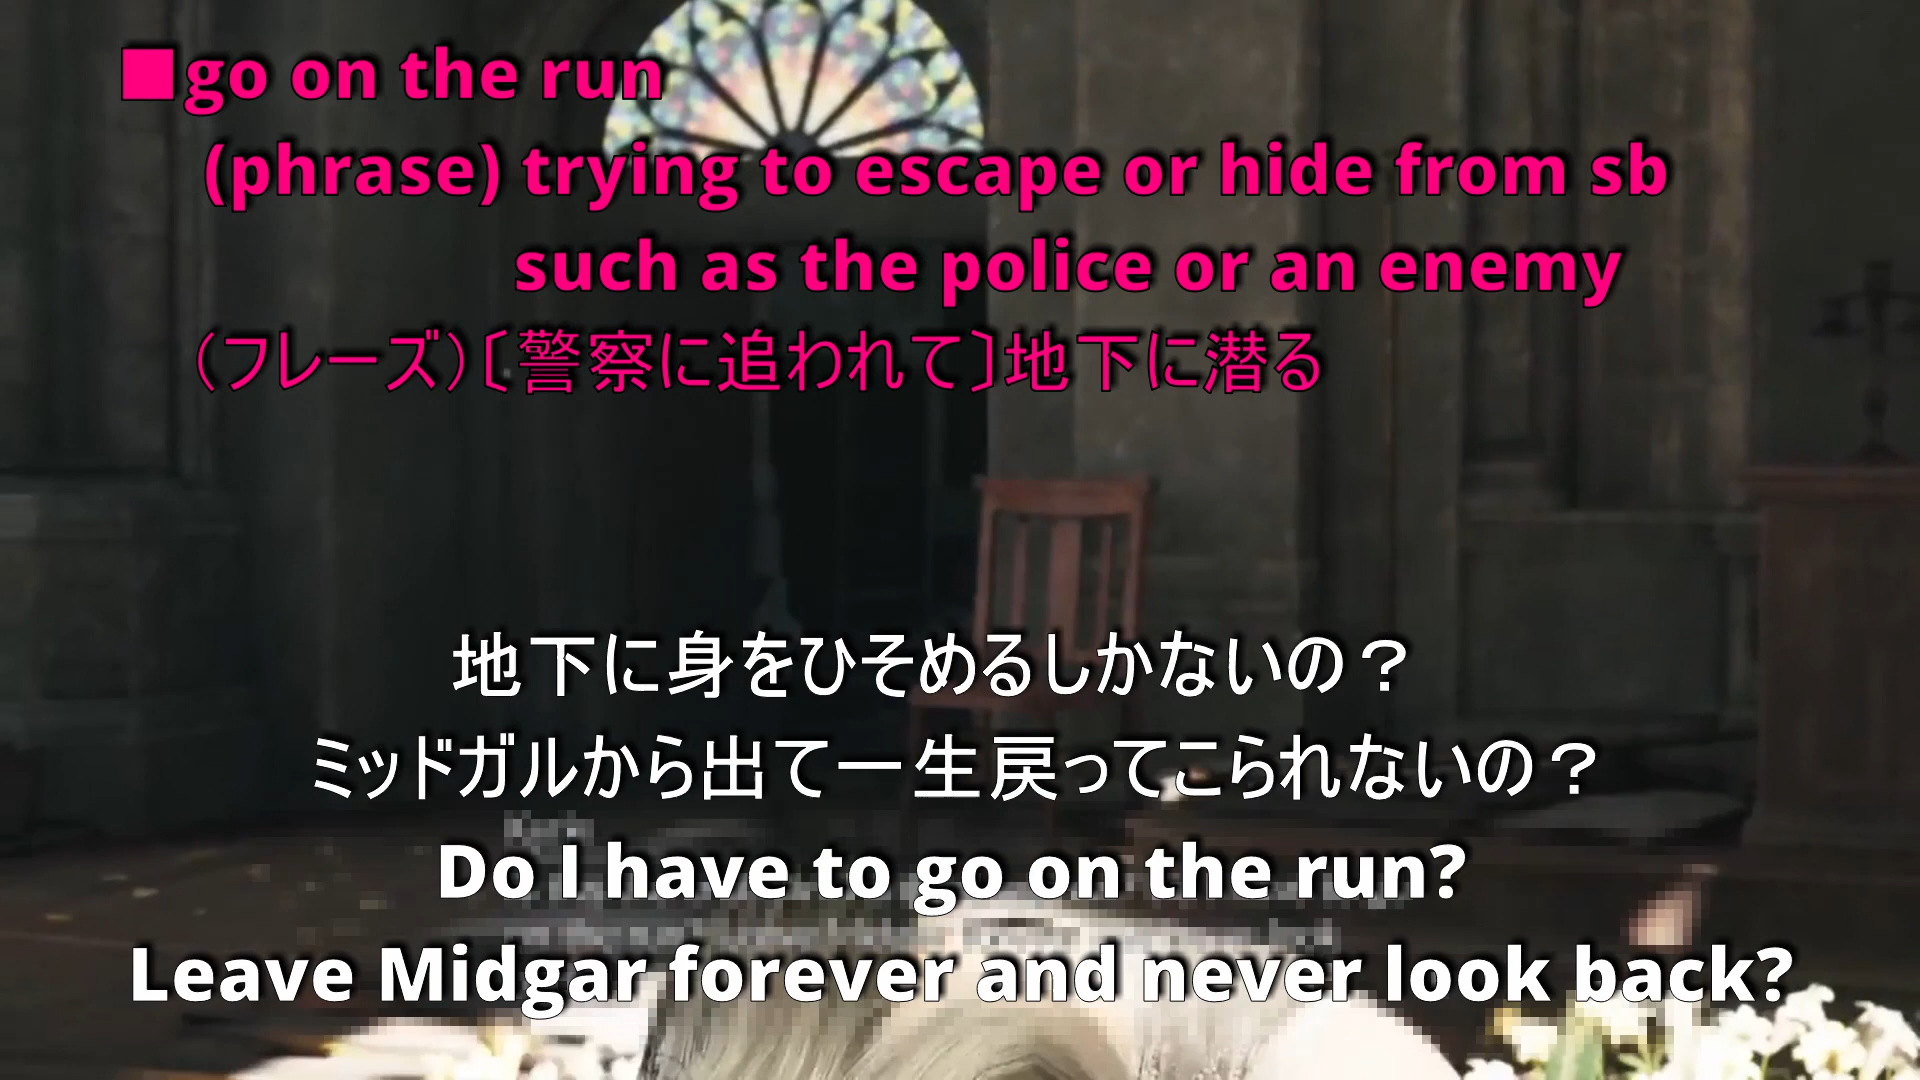 ■go on the run
(phrase) trying to escape or hide from sb
such as the police or an enemy
（フレーズ）〔警察に追われて〕地下に潜る
地下に身をひそめるしかないの？
ミッドガルから出て一生戻ってこられないの？
Do I have to go on the run?
Leave Midgar forever and never look back?